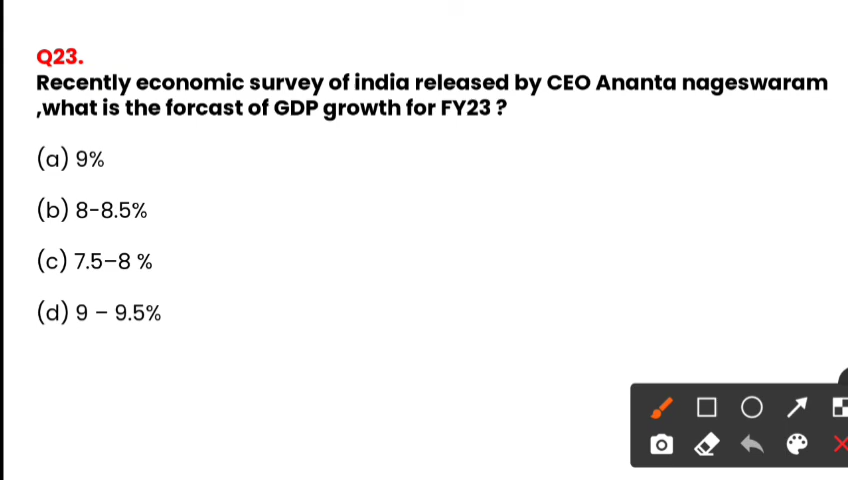 Q23.
Recently economic survey of india released by CEO Ananta nageswaram
,what is the forcast of GDP growth for FY23 ?
(a) 9%
(b) 8-8.5%
(c) 7.5–8 %
(d) 9 – 9.5%